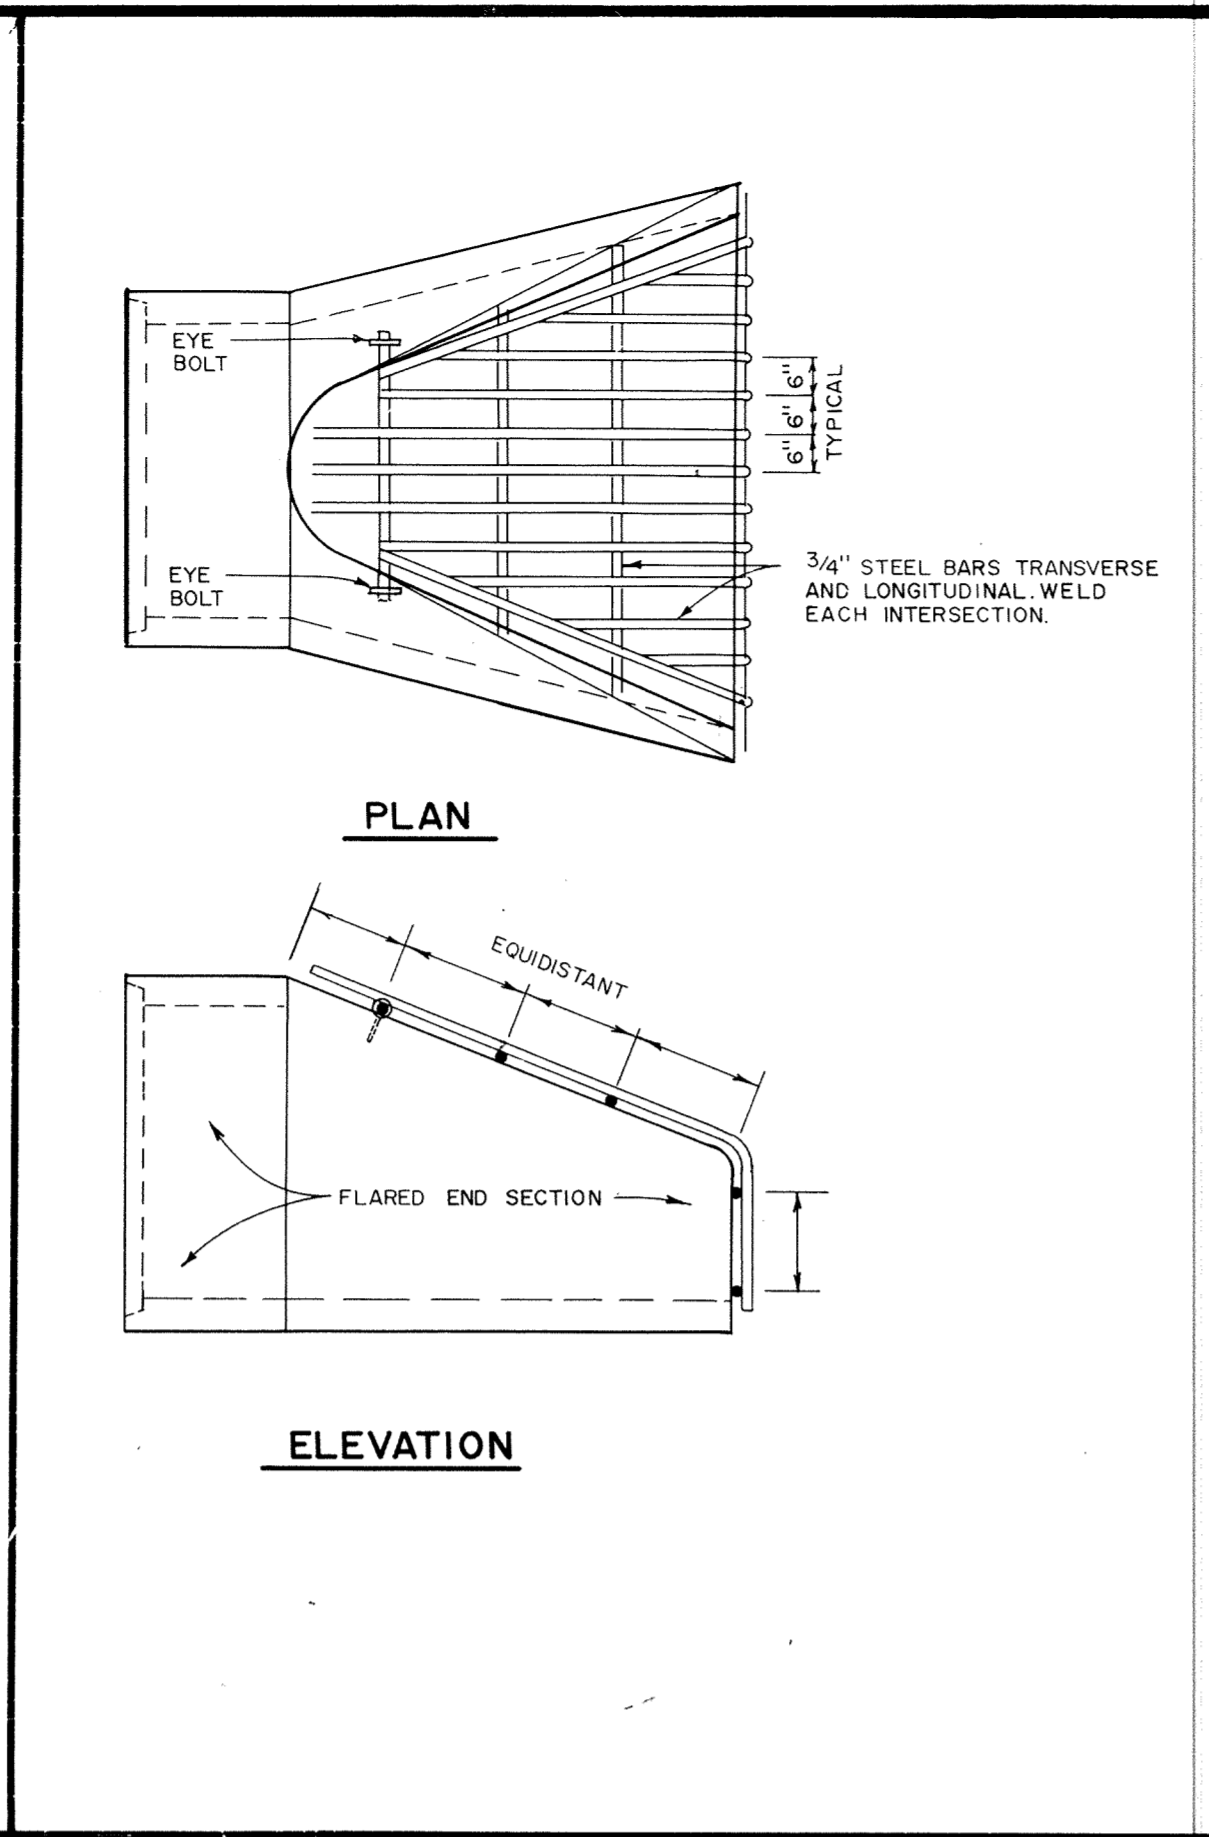 EYE
BOLT
6"
6"
6"
TYPICAL
EYE
BOLT
3/4" STEEL BARS TRANSVERSE
AND LONGITUDINAL. WELD
EACH INTERSECTION.
PLAN
EQUIDISTANT
FLARED END SECTION
ELEVATION